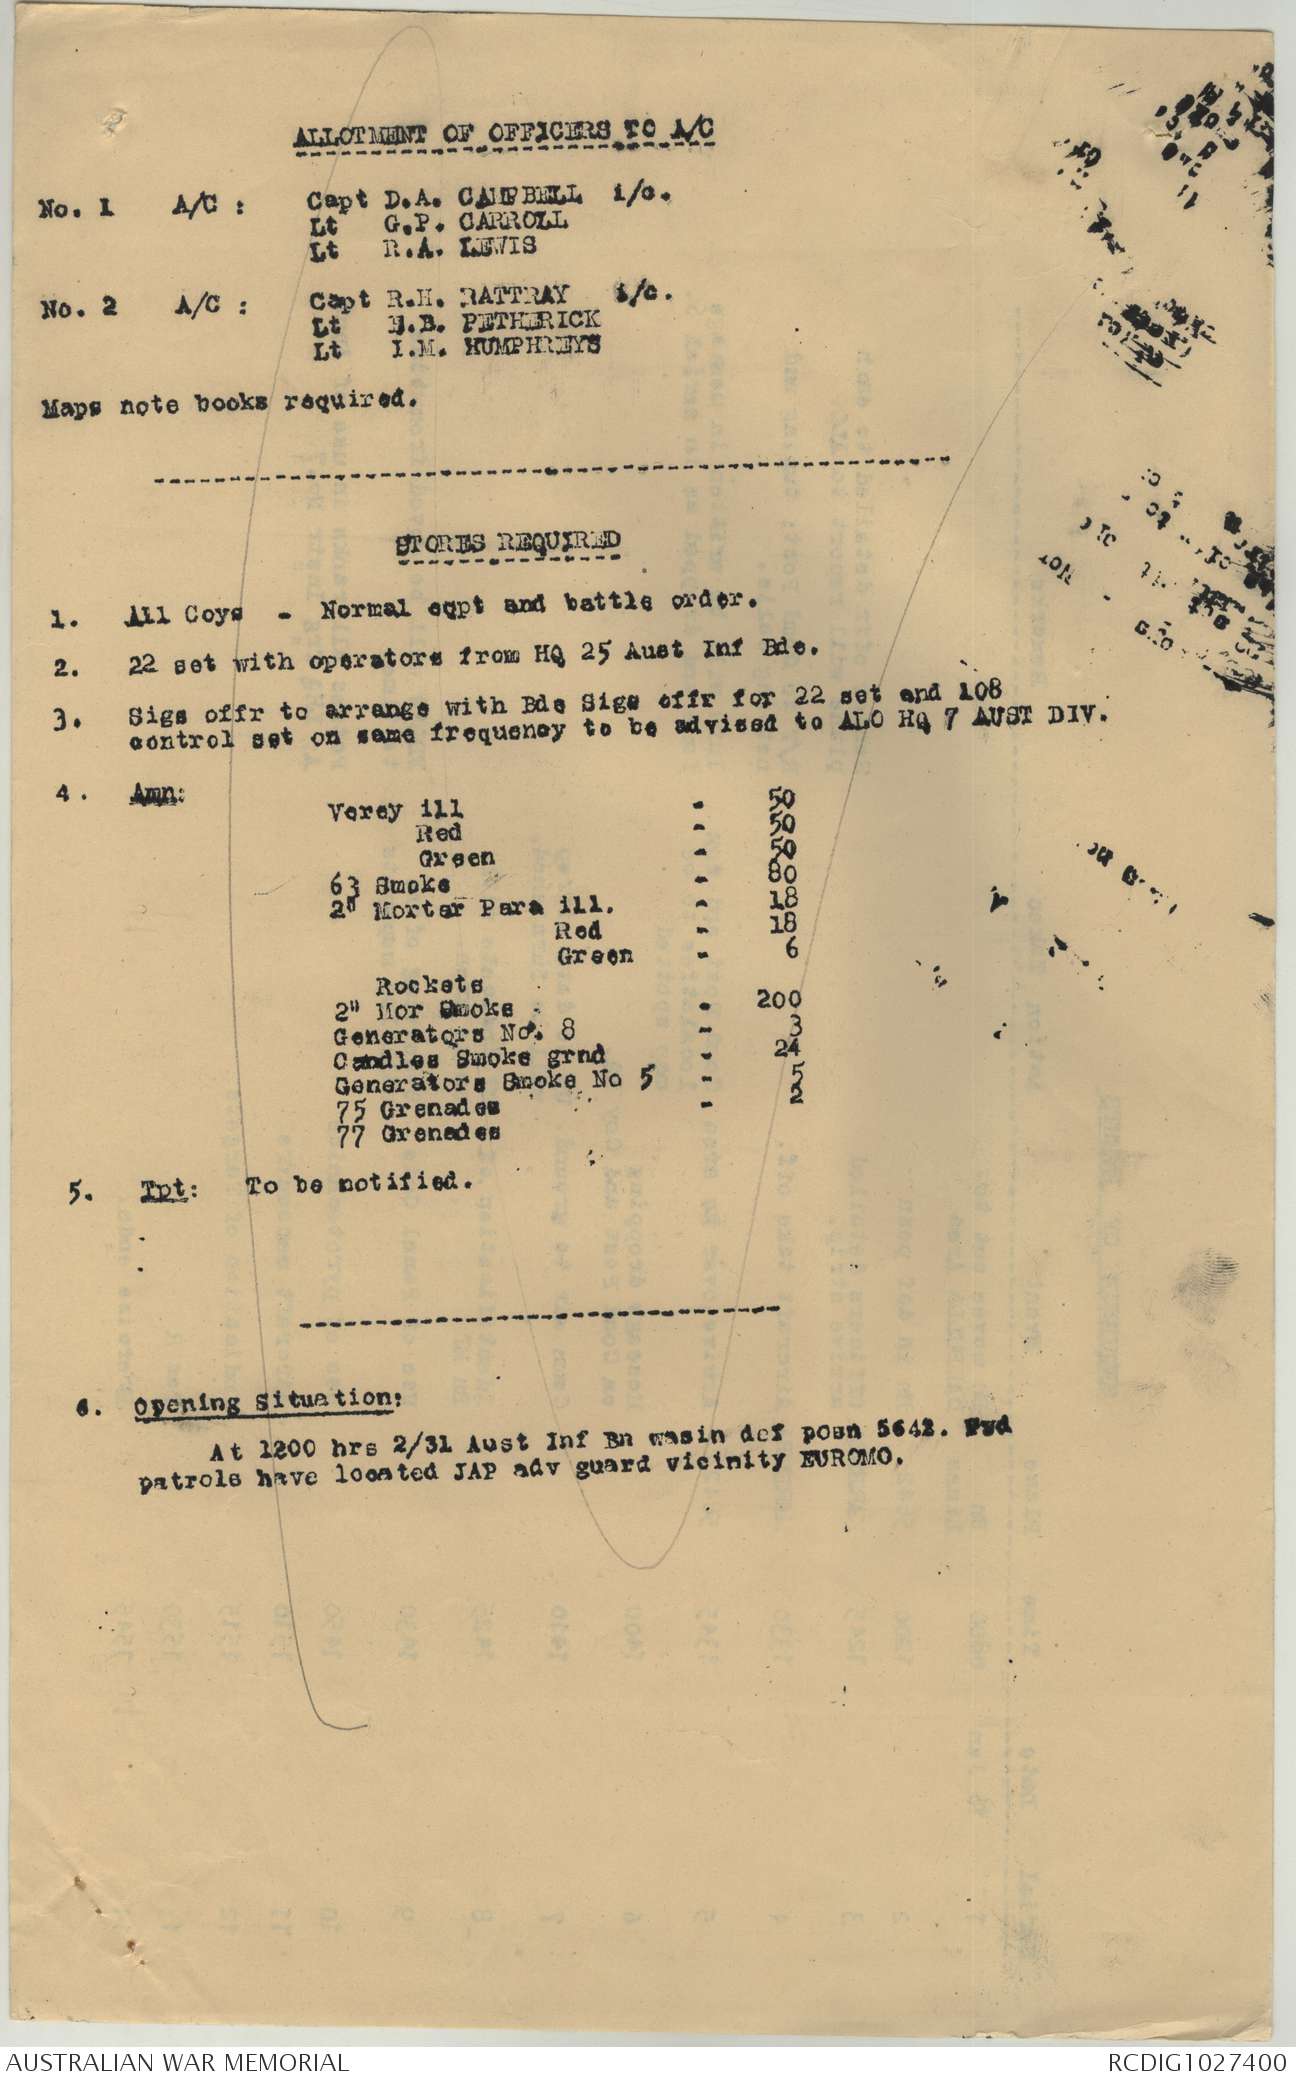 ALLOTMENT OF OFFICERS TO A/C
No. 1 A/C : Capt D.A. CAMPBELL i/c.
Lt G.P. CARROLL
Lt R.A. LEWIS
No. 2 A/C : Capt R.H. RATTRAY i/c.
Lt E.B. PETHERICK
Lt I.M. HUMPHREYS
Maps note books required.
STORES REQUIRED
1. All Coys - Normal eqpt and battle order.
2. 22 set with operators from HQ 25 Aust Inf Bde.
3. Sigs offr to arrange with Bde Sigs offr for 22 set and 108
control set on same frequency to be advised to ALO HQ 7 AUST DIV.
4. Amn:
Verey ill - 50
Red - 50
Green - 50
63 Smoke - 80
2" Mortar Para ill. - 18
Red - 18
Green - 6
Rockets
2" Mor Smoke - 200
Generators No. 8 - 3
Candles Smoke grnd - 24
Generators Smoke No 5 - 5
75 Grenades - 2
77 Grenades
5. Tpt: To be notified.
6. Opening Situation:
At 1200 hrs 2/31 Aust Inf Bn wasin def posn 5642. Fwd
patrols have located JAP adv guard vicinity EUROMO.
AUSTRALIAN WAR MEMORIAL
RCDIG1027400